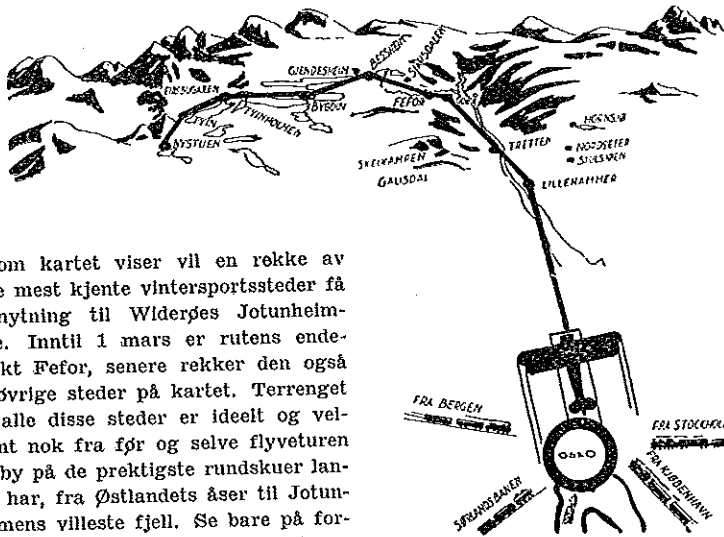 BESSHEIM
SJUSDALEN
GJENDESHEIM
EIDSBUGAREN
FEFOR
BYGDIN
TYINHOLMEN
TYIN
NYSTUEN
HORNSJØ
TRETTEN
NORDSETER
SKEIKAMPEN
GAUSDAL
LILLEHAMMER
om kartet viser vil en rekke av
e mest kjente vintersportssteder få
nytning til Widerøes Jotunheim-
e. Inntil 1 mars er rutens ende-
kt Fefor, senere rekker den også
øvrige steder på kartet. Terrenget
alle disse steder er ideelt og vel-
nt nok fra før og selve flyveturen
by på de prektigste rundskuer lan-
har, fra Østlandets åser til Jotun-
mens villeste fjell. Se bare på for-
FRA BERGEN
FRA STOCKHOL
OSLO
FRA KJØBENHAVN
SØRLANDSBANEN